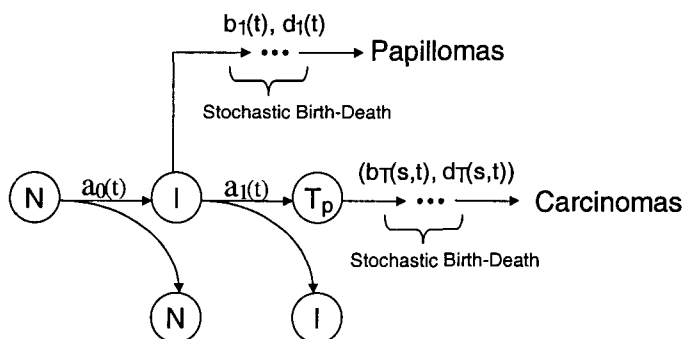 b1(t), d1(t)
••• Papillomas
Stochastic Birth-Death
N a0(t) I a1(t) Tp (bT(s,t), dT(s,t)) ••• Carcinomas
Stochastic Birth-Death
N I